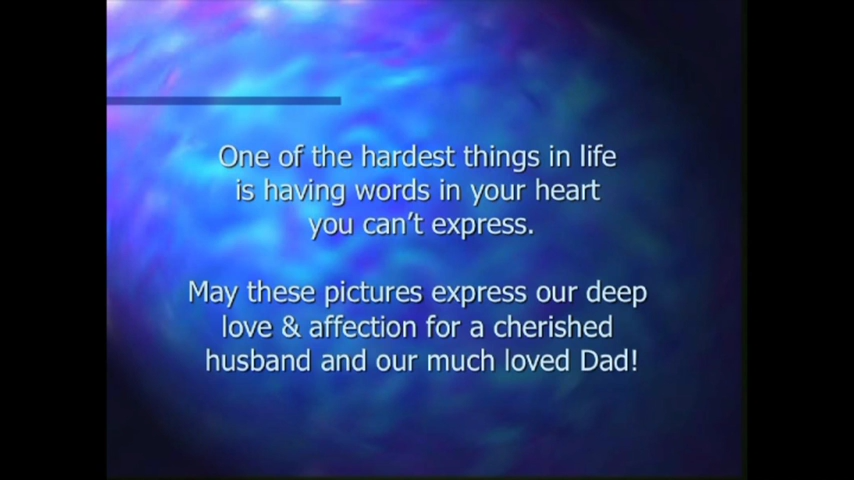 One of the hardest things in life
is having words in your heart
you can't express.
May these pictures express our deep
love & affection for a cherished
husband and our much loved Dad!